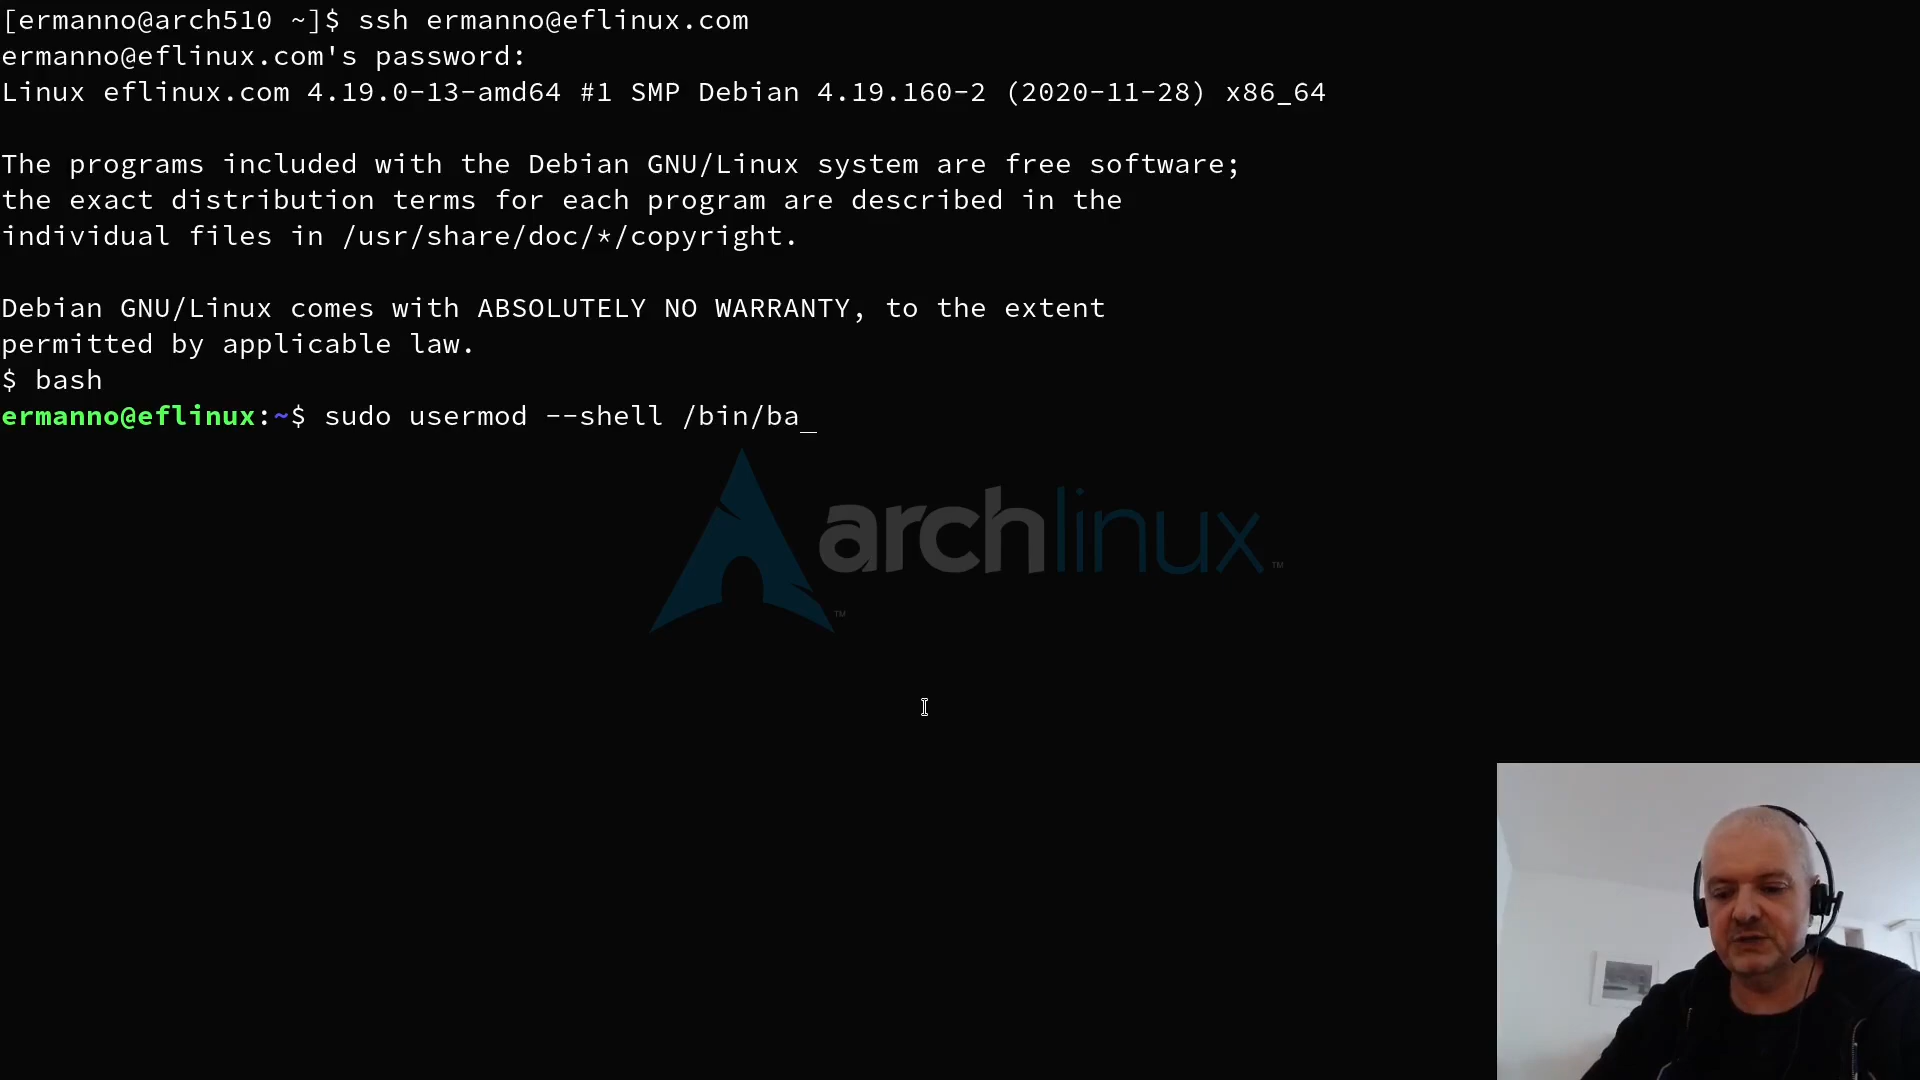 [ermanno@arch510 ~]$ ssh ermanno@eflinux.com
ermanno@eflinux.com's password:
Linux eflinux.com 4.19.0-13-amd64 #1 SMP Debian 4.19.160-2 (2020-11-28) x86_64
The programs included with the Debian GNU/Linux system are free software;
the exact distribution terms for each program are described in the
individual files in /usr/share/doc/*/copyright.
Debian GNU/Linux comes with ABSOLUTELY NO WARRANTY, to the extent
permitted by applicable law.
$ bash
ermanno@eflinux:~$ sudo usermod --shell /bin/ba_
archlinux™
™